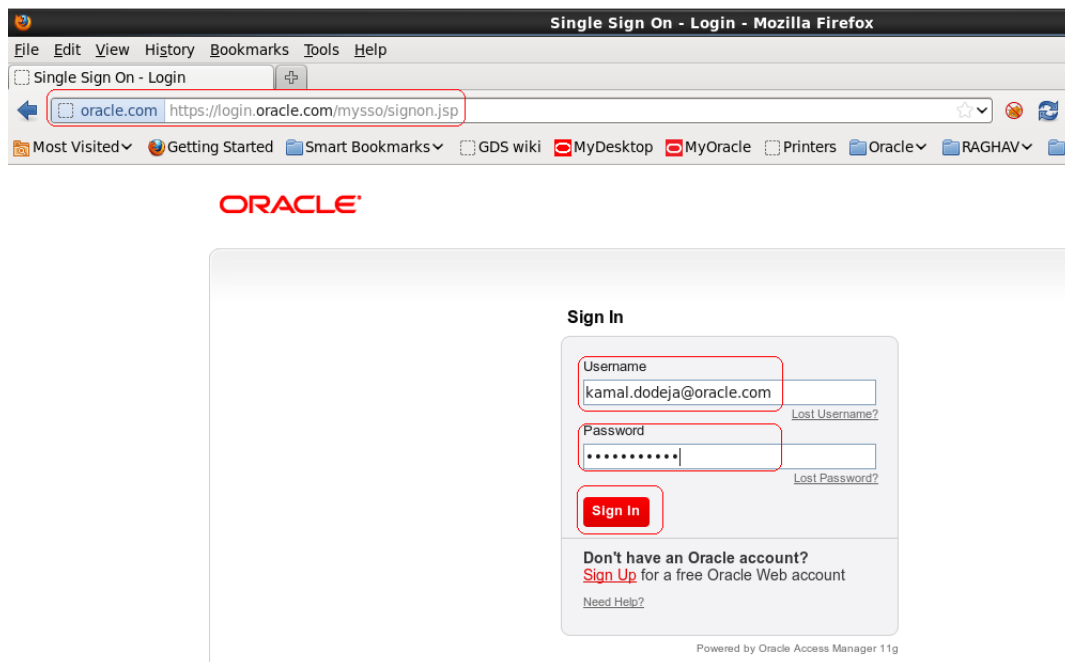 Single Sign On - Login - Mozilla Firefox
File Edit View History Bookmarks Tools Help
Single Sign On - Login
oracle.com https://login.oracle.com/mysso/signon.jsp
Most Visited Getting Started Smart Bookmarks GDS wiki MyDesktop MyOracle Printers Oracle RAGHAV
ORACLE
Sign In
Username
kamal.dodeja@oracle.com
Lost Username?
Password
•••••••••••
Lost Password?
Sign In
Don't have an Oracle account?
Sign Up for a free Oracle Web account
Need Help?
Powered by Oracle Access Manager 11g